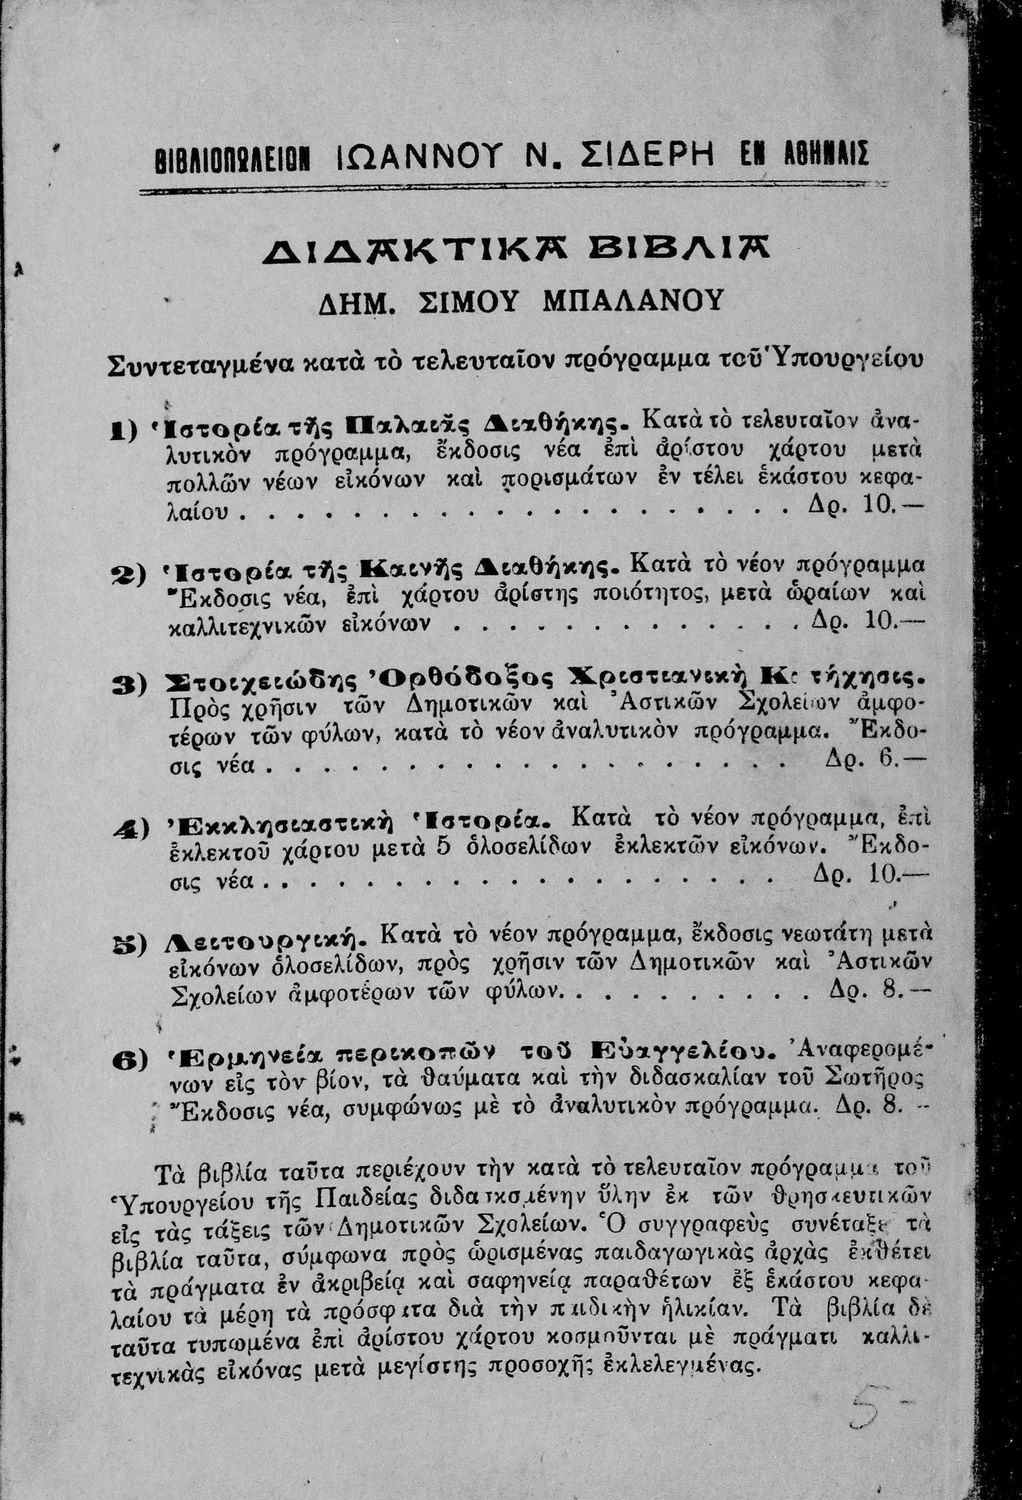 ΒΙΒΛΙΟΠΩΛΕΙΟΝ ΙΩΑΝΝΟΥ Ν. ΣΙΔΕΡΗ ΕΝ ΑΘΗΝΑΙΣ
ΔΙΔΑΚΤΙΚΑ ΒΙΒΛΙΑ
ΔΗΜ. ΣΙΜΟΥ ΜΠΑΛΑΝΟΥ
Συντεταγμένα κατὰ τὸ τελευταῖον πρόγραμμα τοῦ Ὑπουργείου
1) Ἱστορία τῆς Παλαιᾶς Διαθήκης. Κατὰ τὸ τελευταῖον ἀνα-
λυτικὸν πρόγραμμα, ἔκδοσις νέα ἐπὶ ἀρίστου χάρτου μετὰ
πολλῶν νέων εἰκόνων καὶ πορισμάτων ἐν τέλει ἑκάστου κεφα-
λαίου . . . . . . . . . . . . . . . . . . . . Δρ. 10.—
2) Ἱστορία τῆς Καινῆς Διαθήκης. Κατὰ τὸ νέον πρόγραμμα
Ἔκδοσις νέα, ἐπὶ χάρτου ἀρίστης ποιότητος, μετὰ ὡραίων καὶ
καλλιτεχνικῶν εἰκόνων . . . . . . . . . . . . . Δρ. 10.—
3) Στοιχειώδης Ὀρθόδοξος Χριστιανικὴ Κα τήχησις.
Πρὸς χρῆσιν τῶν Δημοτικῶν καὶ Ἀστικῶν Σχολείων ἀμφο-
τέρων τῶν φύλων, κατὰ τὸ νέον ἀναλυτικὸν πρόγραμμα. Ἔκδο-
σις νέα . . . . . . . . . . . . . . . . . . . Δρ. 6.—
4) Ἐκκλησιαστικὴ Ἱστορία. Κατὰ τὸ νέον πρόγραμμα, ἐπὶ
ἐκλεκτοῦ χάρτου μετὰ 5 ὁλοσελίδων ἐκλεκτῶν εἰκόνων. Ἔκδο-
σις νέα . . . . . . . . . . . . . . . . . . . Δρ. 10.—
5) Λειτουργική. Κατὰ τὸ νέον πρόγραμμα, ἔκδοσις νεωτάτη μετὰ
εἰκόνων ὁλοσελίδων, πρὸς χρῆσιν τῶν Δημοτικῶν καὶ Ἀστικῶν
Σχολείων ἀμφοτέρων τῶν φύλων. . . . . . . . . . Δρ. 8.—
6) Ἑρμηνεία περικοπῶν τοῦ Εὐαγγελίου. Ἀναφερομέ-
νων εἰς τὸν βίον, τὰ θαύματα καὶ τὴν διδασκαλίαν τοῦ Σωτῆρος
Ἔκδοσις νέα, συμφώνως μὲ τὸ ἀναλυτικὸν πρόγραμμα. Δρ. 8. —
Τὰ βιβλία ταῦτα περιέχουν τὴν κατὰ τὸ τελευταῖον πρόγραμμα τοῦ
Ὑπουργείου τῆς Παιδείας διδασκομένην ὕλην ἐκ τῶν θρησκευτικῶν
εἰς τὰς τάξεις τῶν Δημοτικῶν Σχολείων. Ὁ συγγραφεὺς συνέταξε τὰ
βιβλία ταῦτα, σύμφωνα πρὸς ὡρισμένας παιδαγωγικὰς ἀρχὰς ἐκθέτει
τὰ πράγματα ἐν ἀκριβείᾳ καὶ σαφηνείᾳ παραθέτων ἐξ ἑκάστου κεφα-
λαίου τὰ μέρη τὰ πρόσφατα διὰ τὴν παιδικὴν ἡλικίαν. Τὰ βιβλία δὲ
ταῦτα τυπωμένα ἐπὶ ἀρίστου χάρτου κοσμοῦνται μὲ πράγματι καλλι-
τεχνικὰς εἰκόνας μετὰ μεγίστης προσοχῆς ἐκλελεγμένας.
5-